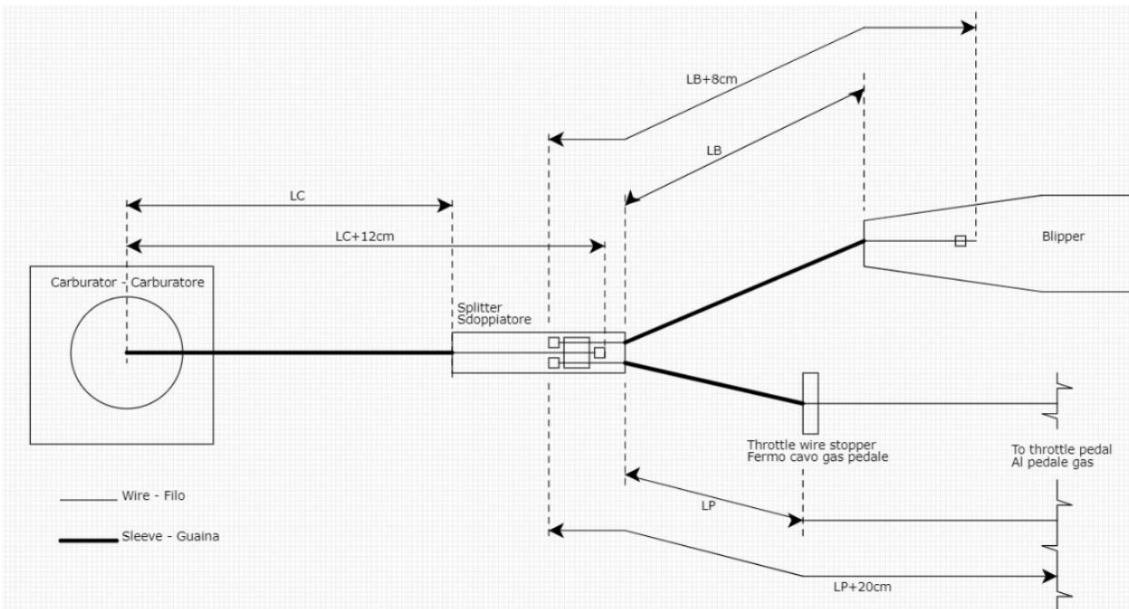 LB+8cm
LB
LC
LC+12cm
Blipper
Carburator - Carburatore
Splitter
Sdoppiatore
Throttle wire stopper
Fermo cavo gas pedale
To throttle pedal
Al pedale gas
Wire - Filo
LP
Sleeve - Guaina
LP+20cm